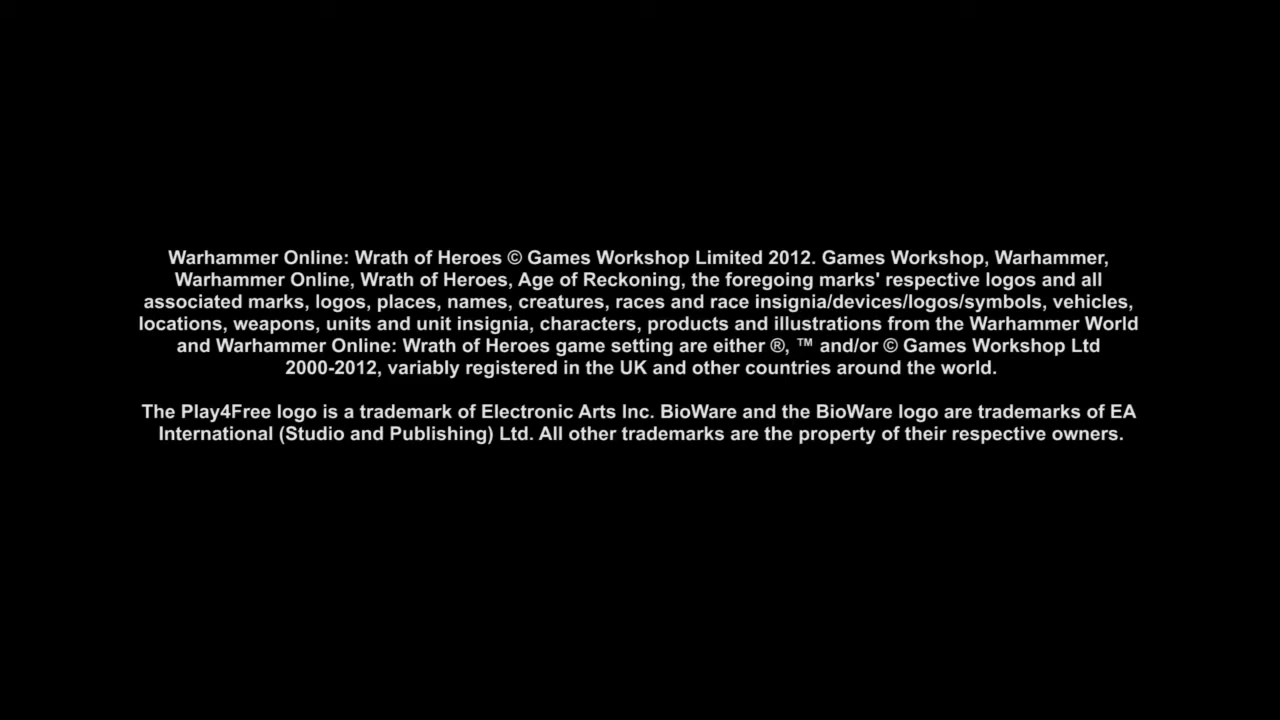 Warhammer Online: Wrath of Heroes © Games Workshop Limited 2012. Games Workshop, Warhammer,
Warhammer Online, Wrath of Heroes, Age of Reckoning, the foregoing marks' respective logos and all
associated marks, logos, places, names, creatures, races and race insignia/devices/logos/symbols, vehicles,
locations, weapons, units and unit insignia, characters, products and illustrations from the Warhammer World
and Warhammer Online: Wrath of Heroes game setting are either ®, ™ and/or © Games Workshop Ltd
2000-2012, variably registered in the UK and other countries around the world.
The Play4Free logo is a trademark of Electronic Arts Inc. BioWare and the BioWare logo are trademarks of EA
International (Studio and Publishing) Ltd. All other trademarks are the property of their respective owners.